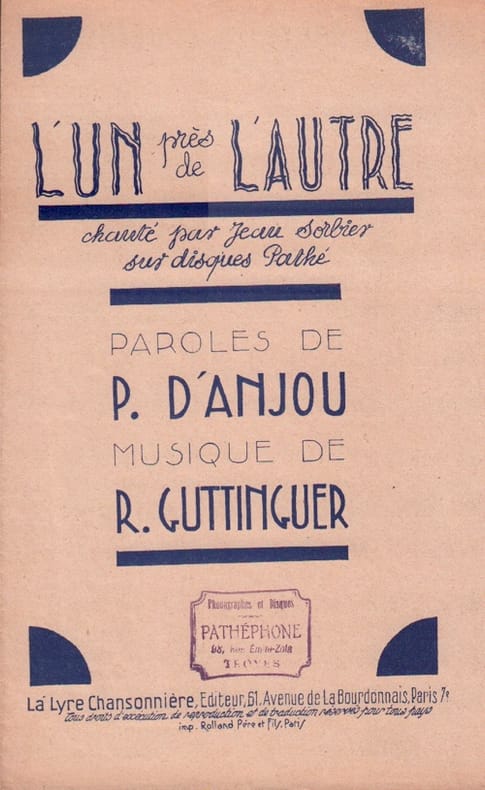 L'UN près de L'AUTRE
chanté par Jean Sorbier
sur disques Pathé
PAROLES DE
P. D'ANJOU
MUSIQUE DE
R. GUTTINGUER
Phonographes et Disques
PATHÉPHONE
98, rue Emile-Zola
TROYES
La Lyre Chansonnière, Editeur, 61. Avenue de La Bourdonnais, Paris 7e
Tous droits d'exécution de reproduction et de traduction réservés pour tous pays
imp. Rolland Père et Fils, Paris